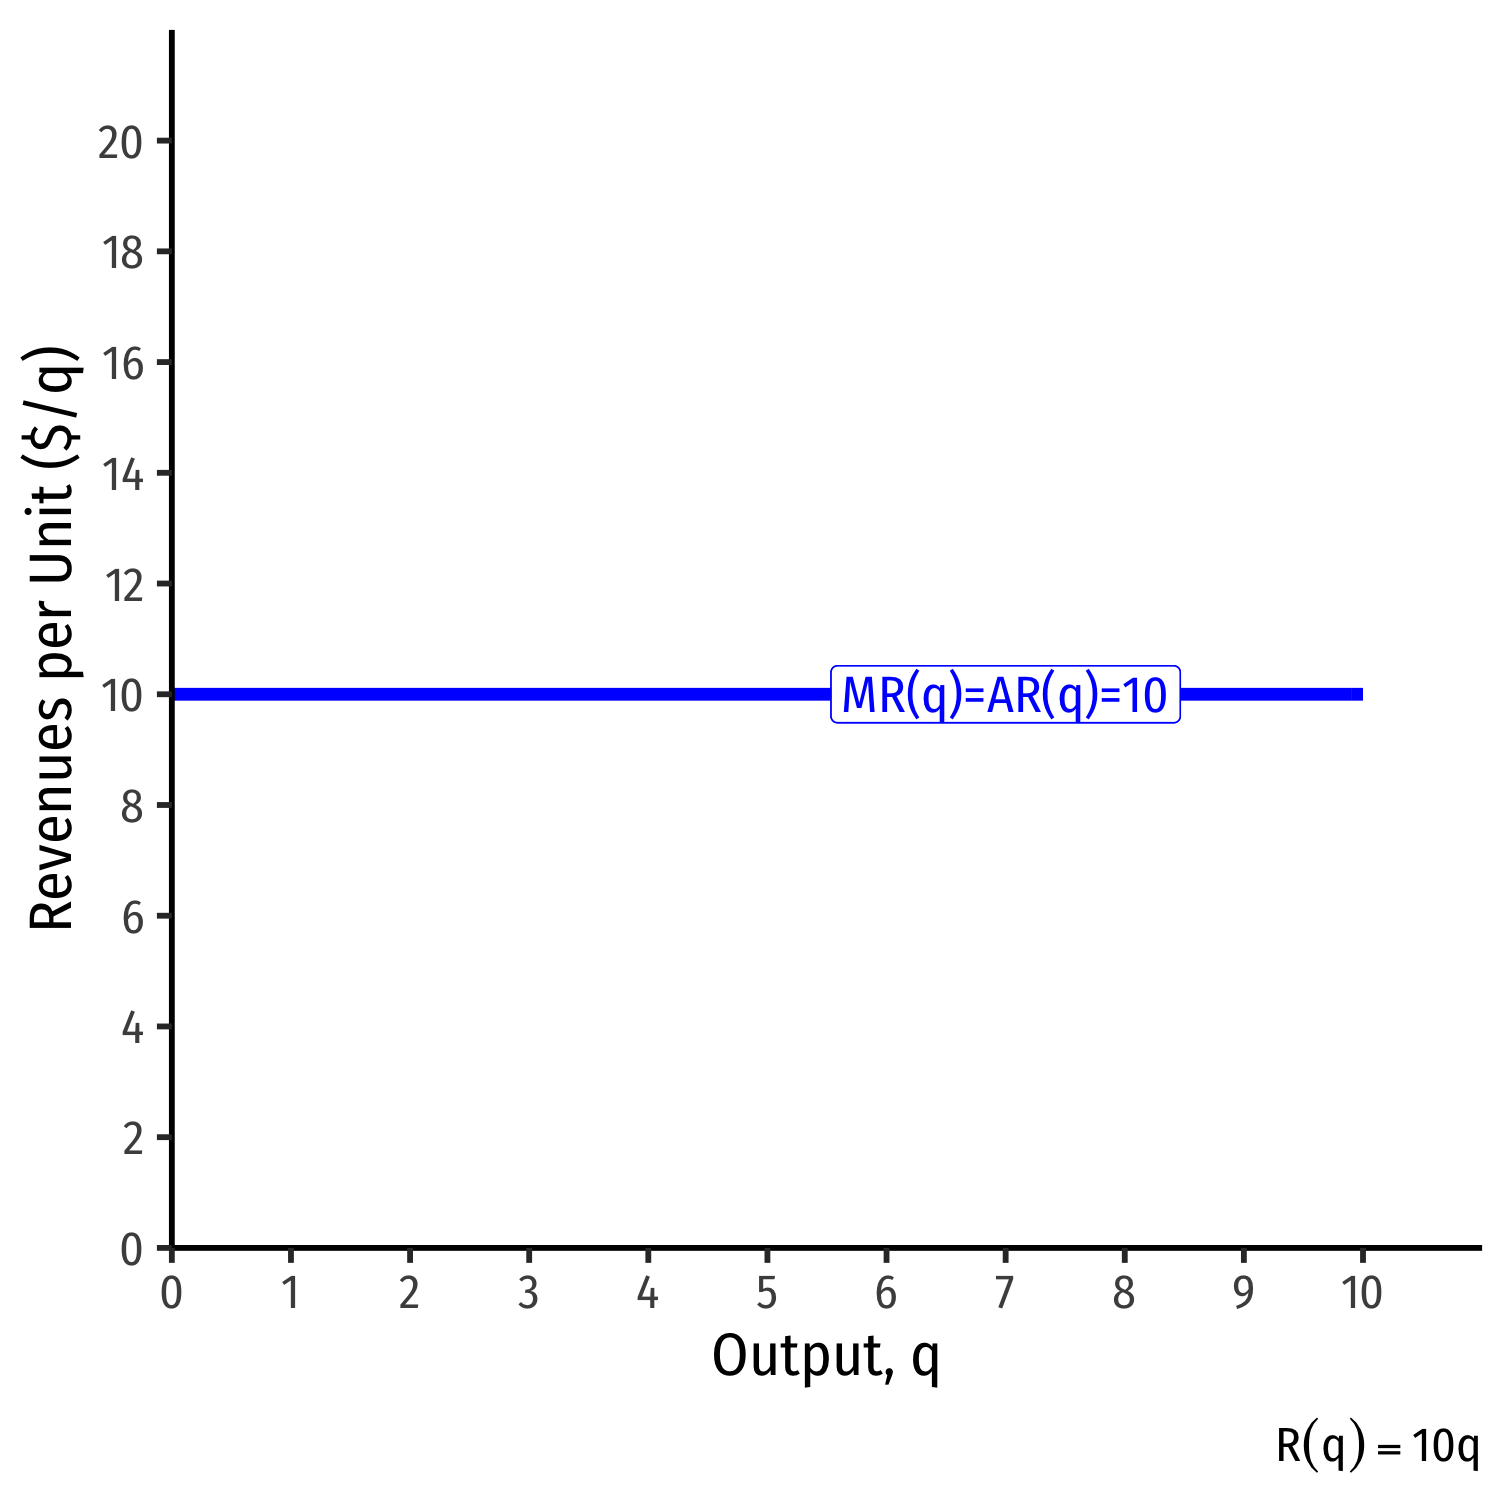 Revenues per Unit ($/q)
20
18
16
14
12
10
8
6
4
2
0
MR(q)=AR(q)=10
0 1 2 3 4 5 6 7 8 9 10
Output, q
R(q) = 10q